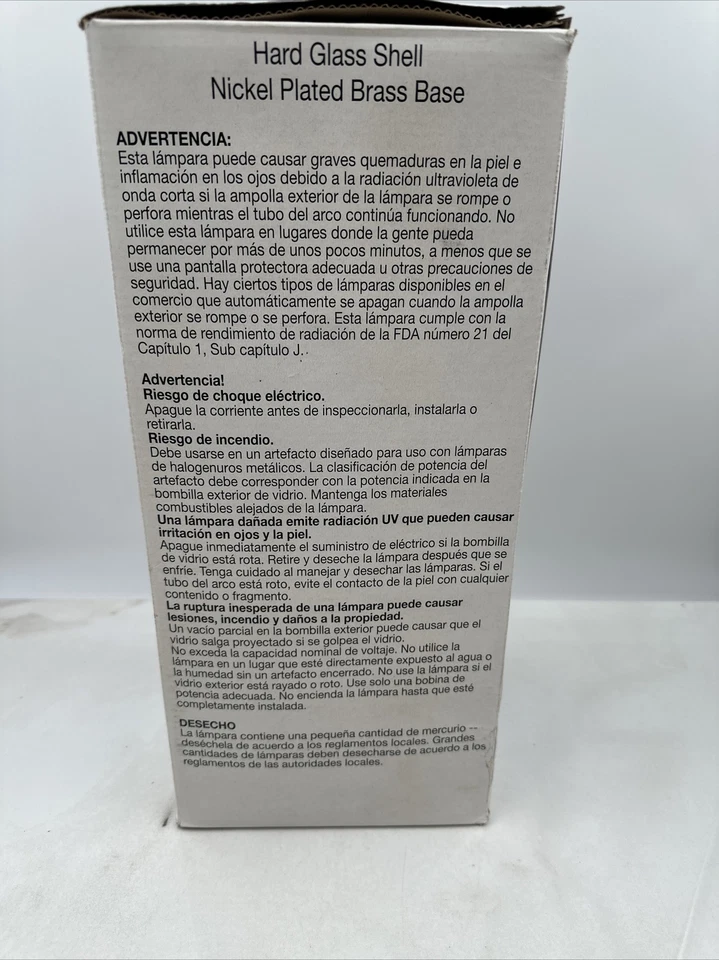 Hard Glass Shell
Nickel Plated Brass Base
ADVERTENCIA:
Esta lámpara puede causar graves quemaduras en la piel e
inflamación en los ojos debido a la radiación ultravioleta de
onda corta si la ampolla exterior de la lámpara se rompe o
perfora mientras el tubo del arco continúa funcionando. No
utilice esta lámpara en lugares donde la gente pueda
permanecer por más de unos pocos minutos, a menos que se
use una pantalla protectora adecuada u otras precauciones de
seguridad. Hay ciertos tipos de lámparas disponibles en el
comercio que automáticamente se apagan cuando la ampolla
exterior se rompe o se perfora. Esta lámpara cumple con la
norma de rendimiento de radiación de la FDA número 21 del
Capítulo 1, Sub capítulo J.
Advertencia!
Riesgo de choque eléctrico.
Apague la corriente antes de inspeccionarla, instalarla o
retirarla.
Riesgo de incendio.
Debe usarse en un artefacto diseñado para uso con lámparas
de halogenuros metálicos. La clasificación de potencia del
artefacto debe corresponder con la potencia indicada en la
bombilla exterior de vidrio. Mantenga los materiales
combustibles alejados de la lámpara.
Una lámpara dañada emite radiación UV que pueden causar
irritación en ojos y la piel.
Apague inmediatamente el suministro de eléctrico si la bombilla
de vidrio está rota. Retire y deseche la lámpara después que se
enfríe. Tenga cuidado al manejar y desechar las lámparas. Si el
tubo del arco está roto, evite el contacto de la piel con cualquier
contenido o fragmento.
La ruptura inesperada de una lámpara puede causar
lesiones, incendio y daños a la propiedad.
Un vacío parcial en la bombilla exterior puede causar que el
vidrio salga proyectado si se golpea el vidrio.
No exceda la capacidad nominal de voltaje. No utilice la
lámpara en un lugar que esté directamente expuesto al agua o
la humedad sin un artefacto encerrado. No use la lámpara si el
vidrio exterior está rayado o roto. Use solo una bobina de
potencia adecuada. No encienda la lámpara hasta que esté
completamente instalada.
DESECHO
La lámpara contiene una pequeña cantidad de mercurio --
deséchela de acuerdo a los reglamentos locales. Grandes
cantidades de lámparas deben desecharse de acuerdo a los
reglamentos de las autoridades locales.